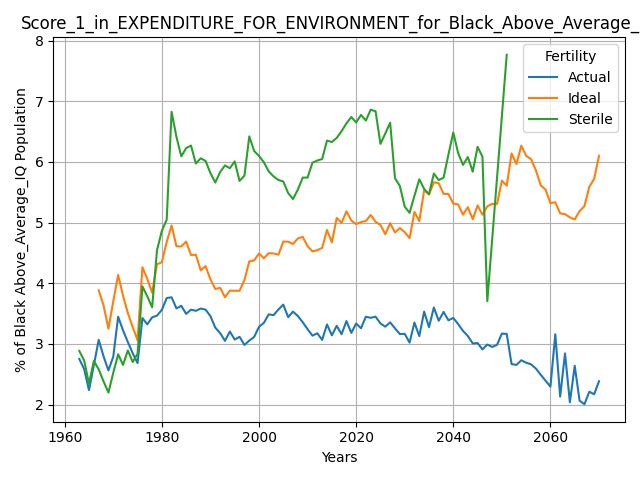 Score_1_in_EXPENDITURE_FOR_ENVIRONMENT_for_Black_Above_Average_
8
7
6
5
4
3
2
% of Black Above_Average_IQ Population
Fertility
Actual
Ideal
Sterile
1960 1980 2000 2020 2040 2060
Years